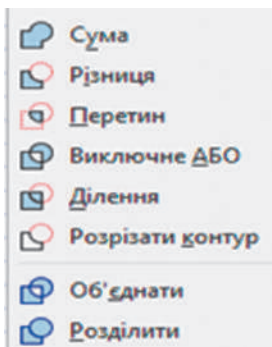 Сума
Різниця
Перетин
Виключне АБО
Ділення
Розрізати контур
Об'єднати
Розділити